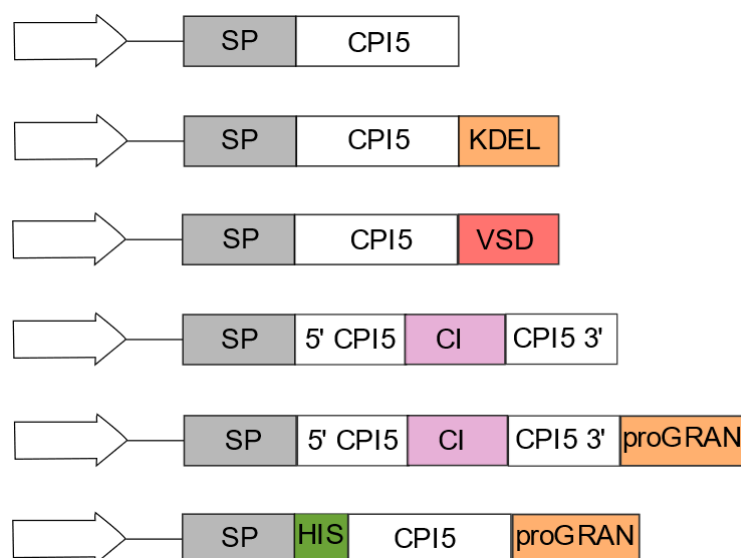 SP CPI5
SP CPI5 KDEL
SP CPI5 VSD
SP 5' CPI5 CI CPI5 3'
SP 5' CPI5 CI CPI5 3' proGRAN
SP HIS CPI5 proGRAN